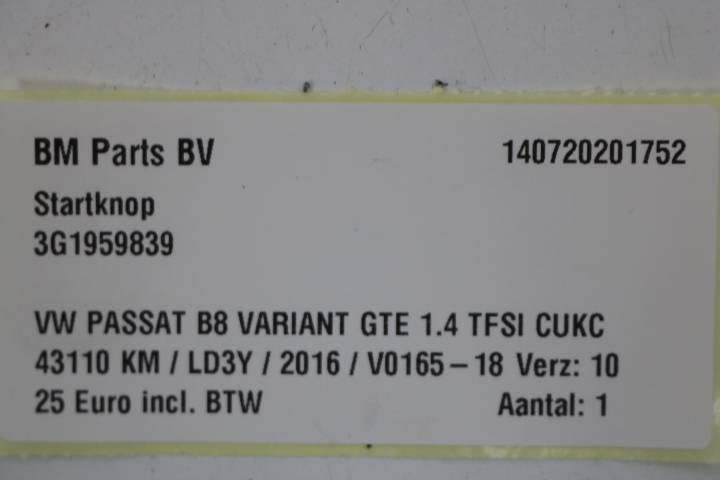 BM Parts BV 140720201752
Startknop
3G1959839
VW PASSAT B8 VARIANT GTE 1.4 TFSI CUKC
43110 KM / LD3Y / 2016 / V0165-18 Verz: 10
25 Euro incl. BTW Aantal: 1